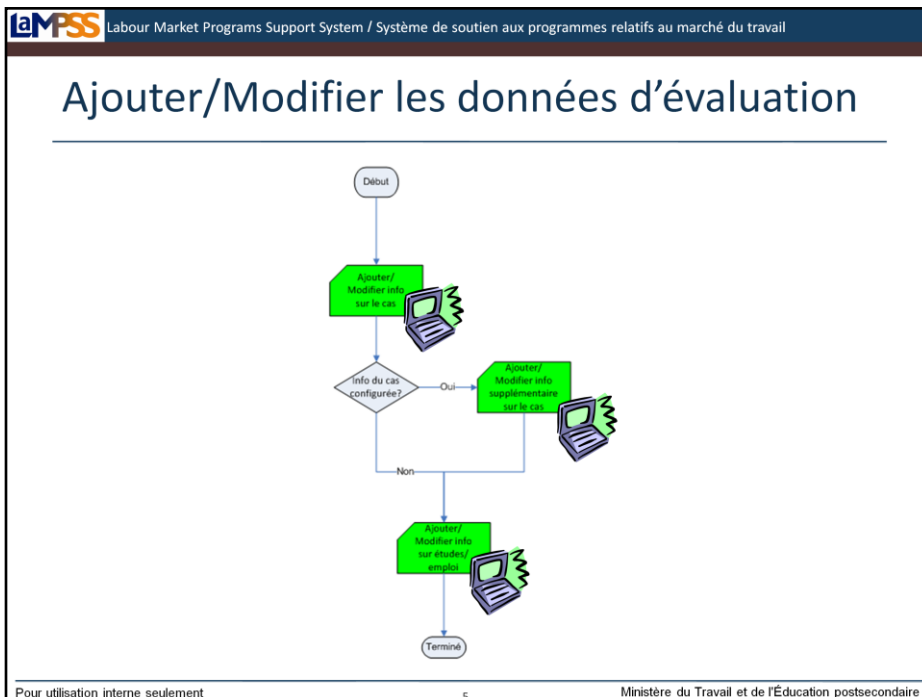 LaMPSS Labour Market Programs Support System / Système de soutien aux programmes relatifs au marché du travail
Ajouter/Modifier les données d’évaluation
Début
Ajouter/
Modifier info
sur le cas
Info du cas
configurée?
Oui
Ajouter/
Modifier info
supplémentaire
sur le cas
Non
Ajouter/
Modifier info
sur études/
emploi
Terminé
Pour utilisation interne seulement
5
Ministère du Travail et de l'Éducation postsecondaire